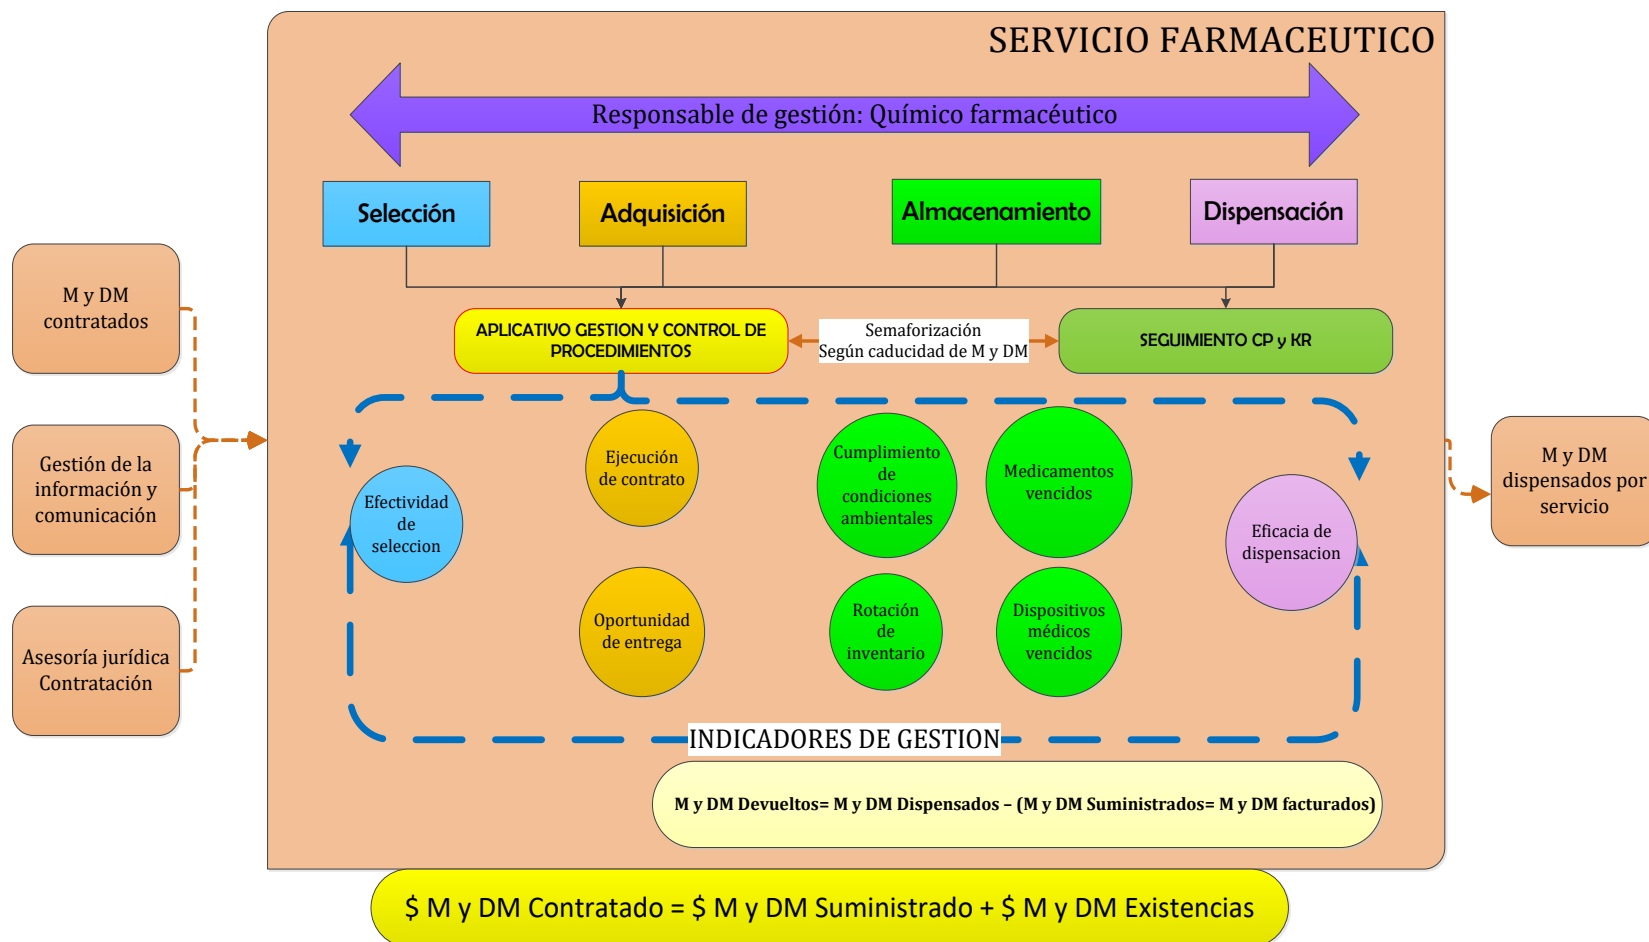 SERVICIO FARMACEUTICO
Responsable de gestión: Químico farmacéutico
Selección
Adquisición
Almacenamiento
Dispensación
M y DM
contratados
Gestión de la
información y
comunicación
Asesoría jurídica
Contratación
APLICATIVO GESTION Y CONTROL DE
PROCEDIMIENTOS
Semaforización
Según caducidad de M y DM
SEGUIMIENTO CP y KR
Efectividad
de
seleccion
Ejecución
de contrato
Oportunidad
de entrega
Cumplimiento
de
condiciones
ambientales
Medicamentos
vencidos
Rotación
de
inventario
Dispositivos
médicos
vencidos
Eficacia de
dispensacion
M y DM
dispensados por
servicio
INDICADORES DE GESTION
M y DM Devueltos= M y DM Dispensados – (M y DM Suministrados= M y DM facturados)
$ M y DM Contratado = $ M y DM Suministrado + $ M y DM Existencias